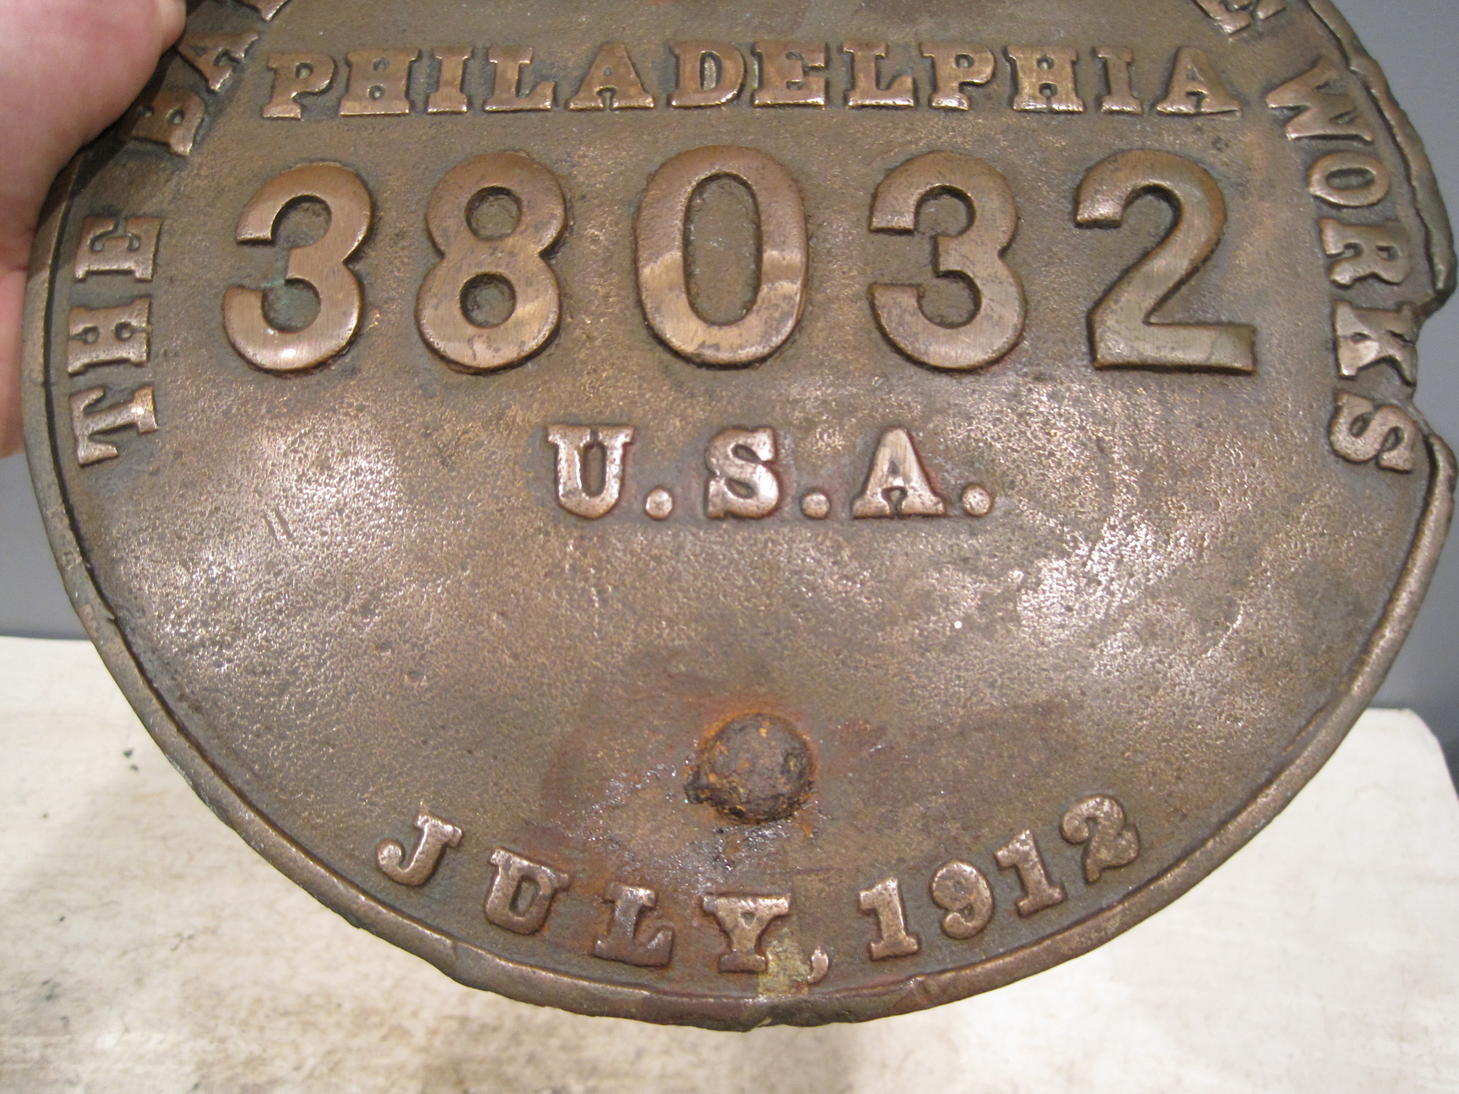 THE
WORKS
PHILADELPHIA
38032
U.S.A.
JULY, 1912